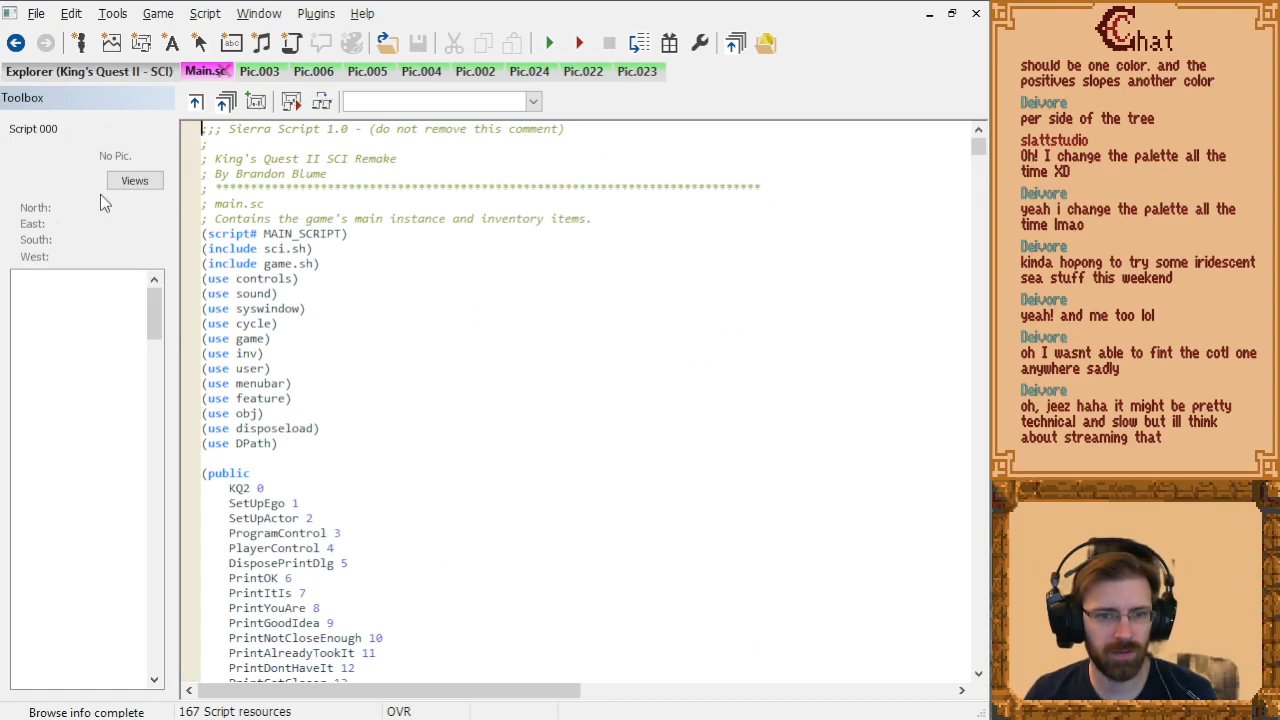 File Edit Tools Game Script Window Plugins Help
Explorer (King's Quest II - SCI) Main.sc Pic.003 Pic.006 Pic.005 Pic.004 Pic.002 Pic.024 Pic.022 Pic.023
Toolbox
Script 000
No Pic.
Views
North:
East:
South:
West:
;;; Sierra Script 1.0 - (do not remove this comment)
;
; King's Quest II SCI Remake
; By Brandon Blume
; ******************************************************************************
; main.sc
; Contains the game's main instance and inventory items.
(script# MAIN_SCRIPT)
(include sci.sh)
(include game.sh)
(use controls)
(use sound)
(use syswindow)
(use cycle)
(use game)
(use inv)
(use user)
(use menubar)
(use feature)
(use obj)
(use disposeload)
(use DPath)
(public
KQ2 0
SetUpEgo 1
SetUpActor 2
ProgramControl 3
PlayerControl 4
DisposePrintDlg 5
PrintOK 6
PrintItIs 7
PrintYouAre 8
PrintGoodIdea 9
PrintNotCloseEnough 10
PrintAlreadyTookIt 11
PrintDontHaveIt 12
Browse info complete 167 Script resources OVR
Chat
should be one color. and the
positives slopes another color
Deivore
per side of the tree
slattstudio
Oh! I change the palette all the
time XD
Deivore
yeah i change the palette all the
time lmao
Deivore
kinda hopong to try some iridescent
sea stuff this weekend
Deivore
yeah! and me too lol
Deivore
oh I wasnt able to fint the cotl one
anywhere sadly
Deivore
oh, jeez haha it might be pretty
technical and slow but ill think
about streaming that